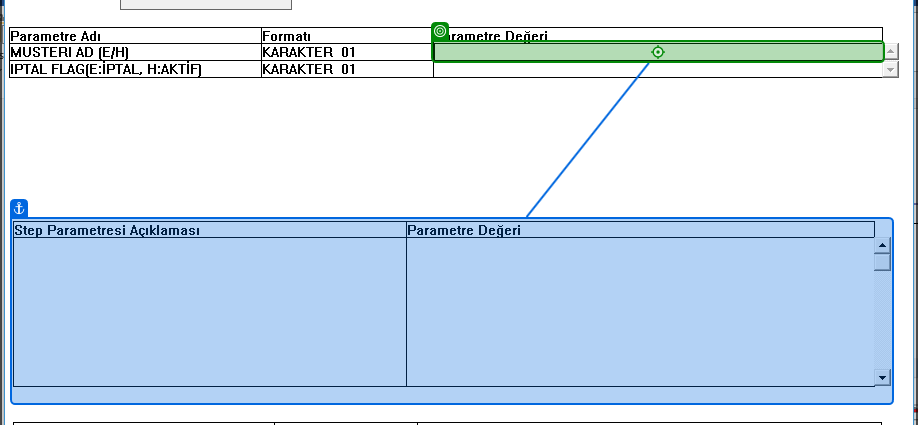 Parametre Adı Formatı Parametre Değeri
MUSTERI AD (E/H) KARAKTER 01
IPTAL FLAG(E:İPTAL, H:AKTİF) KARAKTER 01
Step Parametresi Açıklaması Parametre Değeri